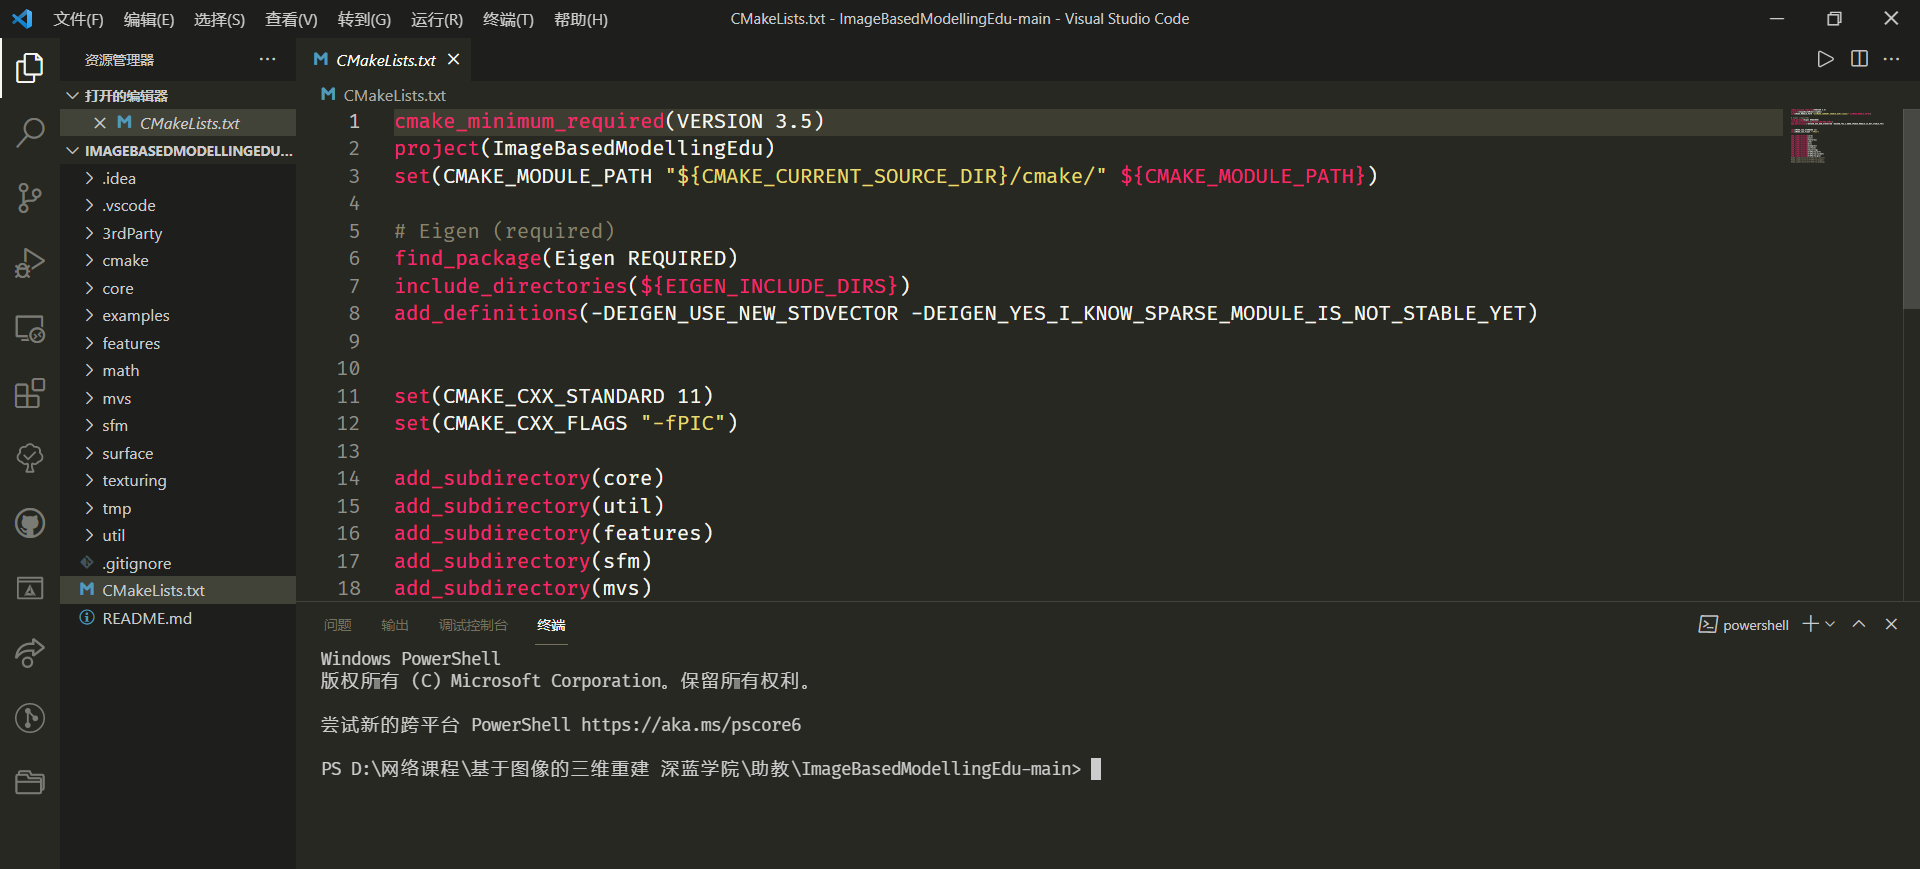 文件(F) 编辑(E) 选择(S) 查看(V) 转到(G) 运行(R) 终端(T) 帮助(H)
CMakeLists.txt - ImageBasedModellingEdu-main - Visual Studio Code
资源管理器
打开的编辑器
CMakeLists.txt
IMAGEBASEDMODELLINGEDU...
.idea
.vscode
3rdParty
cmake
core
examples
features
math
mvs
sfm
surface
texturing
tmp
util
.gitignore
CMakeLists.txt
README.md
CMakeLists.txt
CMakeLists.txt
1 cmake_minimum_required(VERSION 3.5)
2 project(ImageBasedModellingEdu)
3 set(CMAKE_MODULE_PATH "${CMAKE_CURRENT_SOURCE_DIR}/cmake/" ${CMAKE_MODULE_PATH})
4
5 # Eigen (required)
6 find_package(Eigen REQUIRED)
7 include_directories(${EIGEN_INCLUDE_DIRS})
8 add_definitions(-DEIGEN_USE_NEW_STDVECTOR -DEIGEN_YES_I_KNOW_SPARSE_MODULE_IS_NOT_STABLE_YET)
9
10
11 set(CMAKE_CXX_STANDARD 11)
12 set(CMAKE_CXX_FLAGS "-fPIC")
13
14 add_subdirectory(core)
15 add_subdirectory(util)
16 add_subdirectory(features)
17 add_subdirectory(sfm)
18 add_subdirectory(mvs)
问题 输出 调试控制台 终端
powershell
Windows PowerShell
版权所有 (C) Microsoft Corporation。保留所有权利。
尝试新的跨平台 PowerShell https://aka.ms/pscore6
PS D:\网络课程\基于图像的三维重建 深蓝学院\助教\ImageBasedModellingEdu-main>